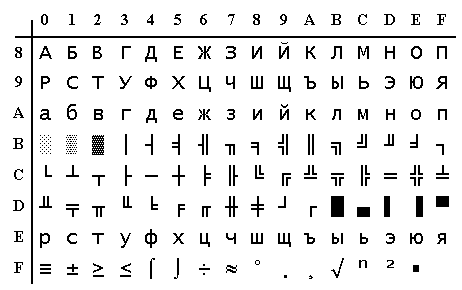 0 1 2 3 4 5 6 7 8 9 A B C D E F
8 А Б В Г Д Е Ж З И Й К Л М Н О П
9 Р С Т У Ф Х Ц Ч Ш Щ Ъ Ы Ь Э Ю Я
A а б в г д е ж з и й к л м н о п
B ░ ▒ ▓ │ ┤ ╡ ╢ ╖ ╕ ╣ ║ ╗ ╝ ╜ ╛ ┐
C └ ┴ ┬ ├ ─ ┼ ╞ ╟ ╚ ╔ ╩ ╦ ╠ ═ ╬ ╧
D ╨ ╤ ╥ ╙ ╘ ╒ ╓ ╫ ╪ ┘ ┌ █ ▄ ▌ ▐ ▀
E р с т у ф х ц ч ш щ ъ ы ь э ю я
F ≡ ± ≥ ≤ ⌠ ⌡ ÷ ≈ ° . ¸ √ ⁿ ² ▪